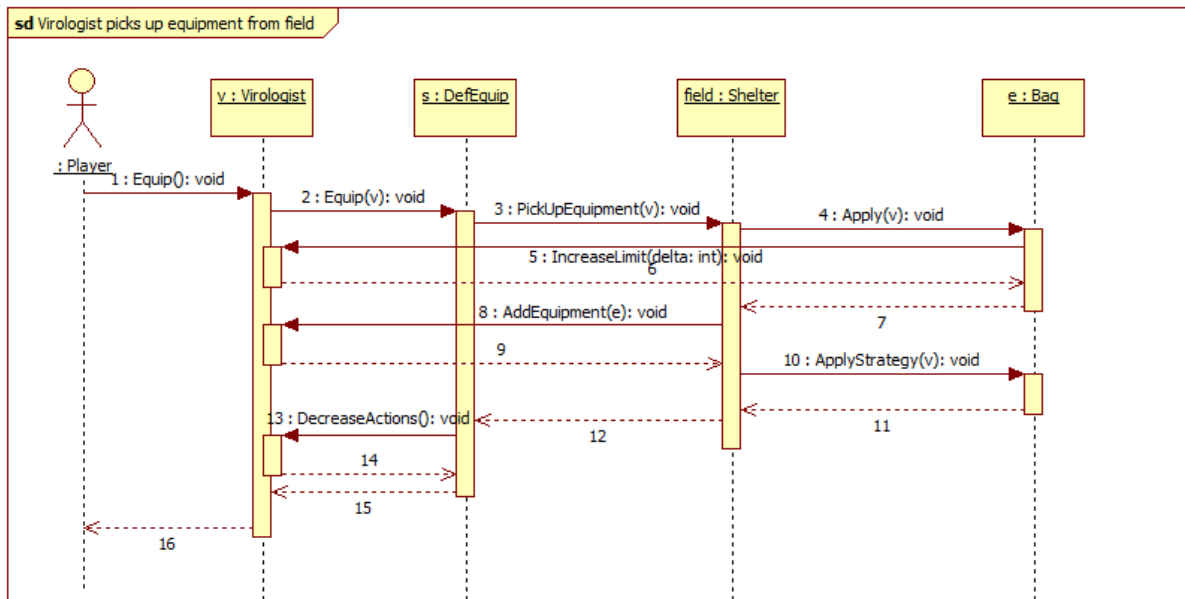 sd Virologist picks up equipment from field
v : Virologist
s : DefEquip
field : Shelter
e : Bag
: Player
1 : Equip(): void
2 : Equip(v): void
3 : PickUpEquipment(v): void
4 : Apply(v): void
5 : IncreaseLimit(delta: int): void
6
7
8 : AddEquipment(e): void
9
10 : ApplyStrategy(v): void
11
12
13 : DecreaseActions(): void
14
15
16